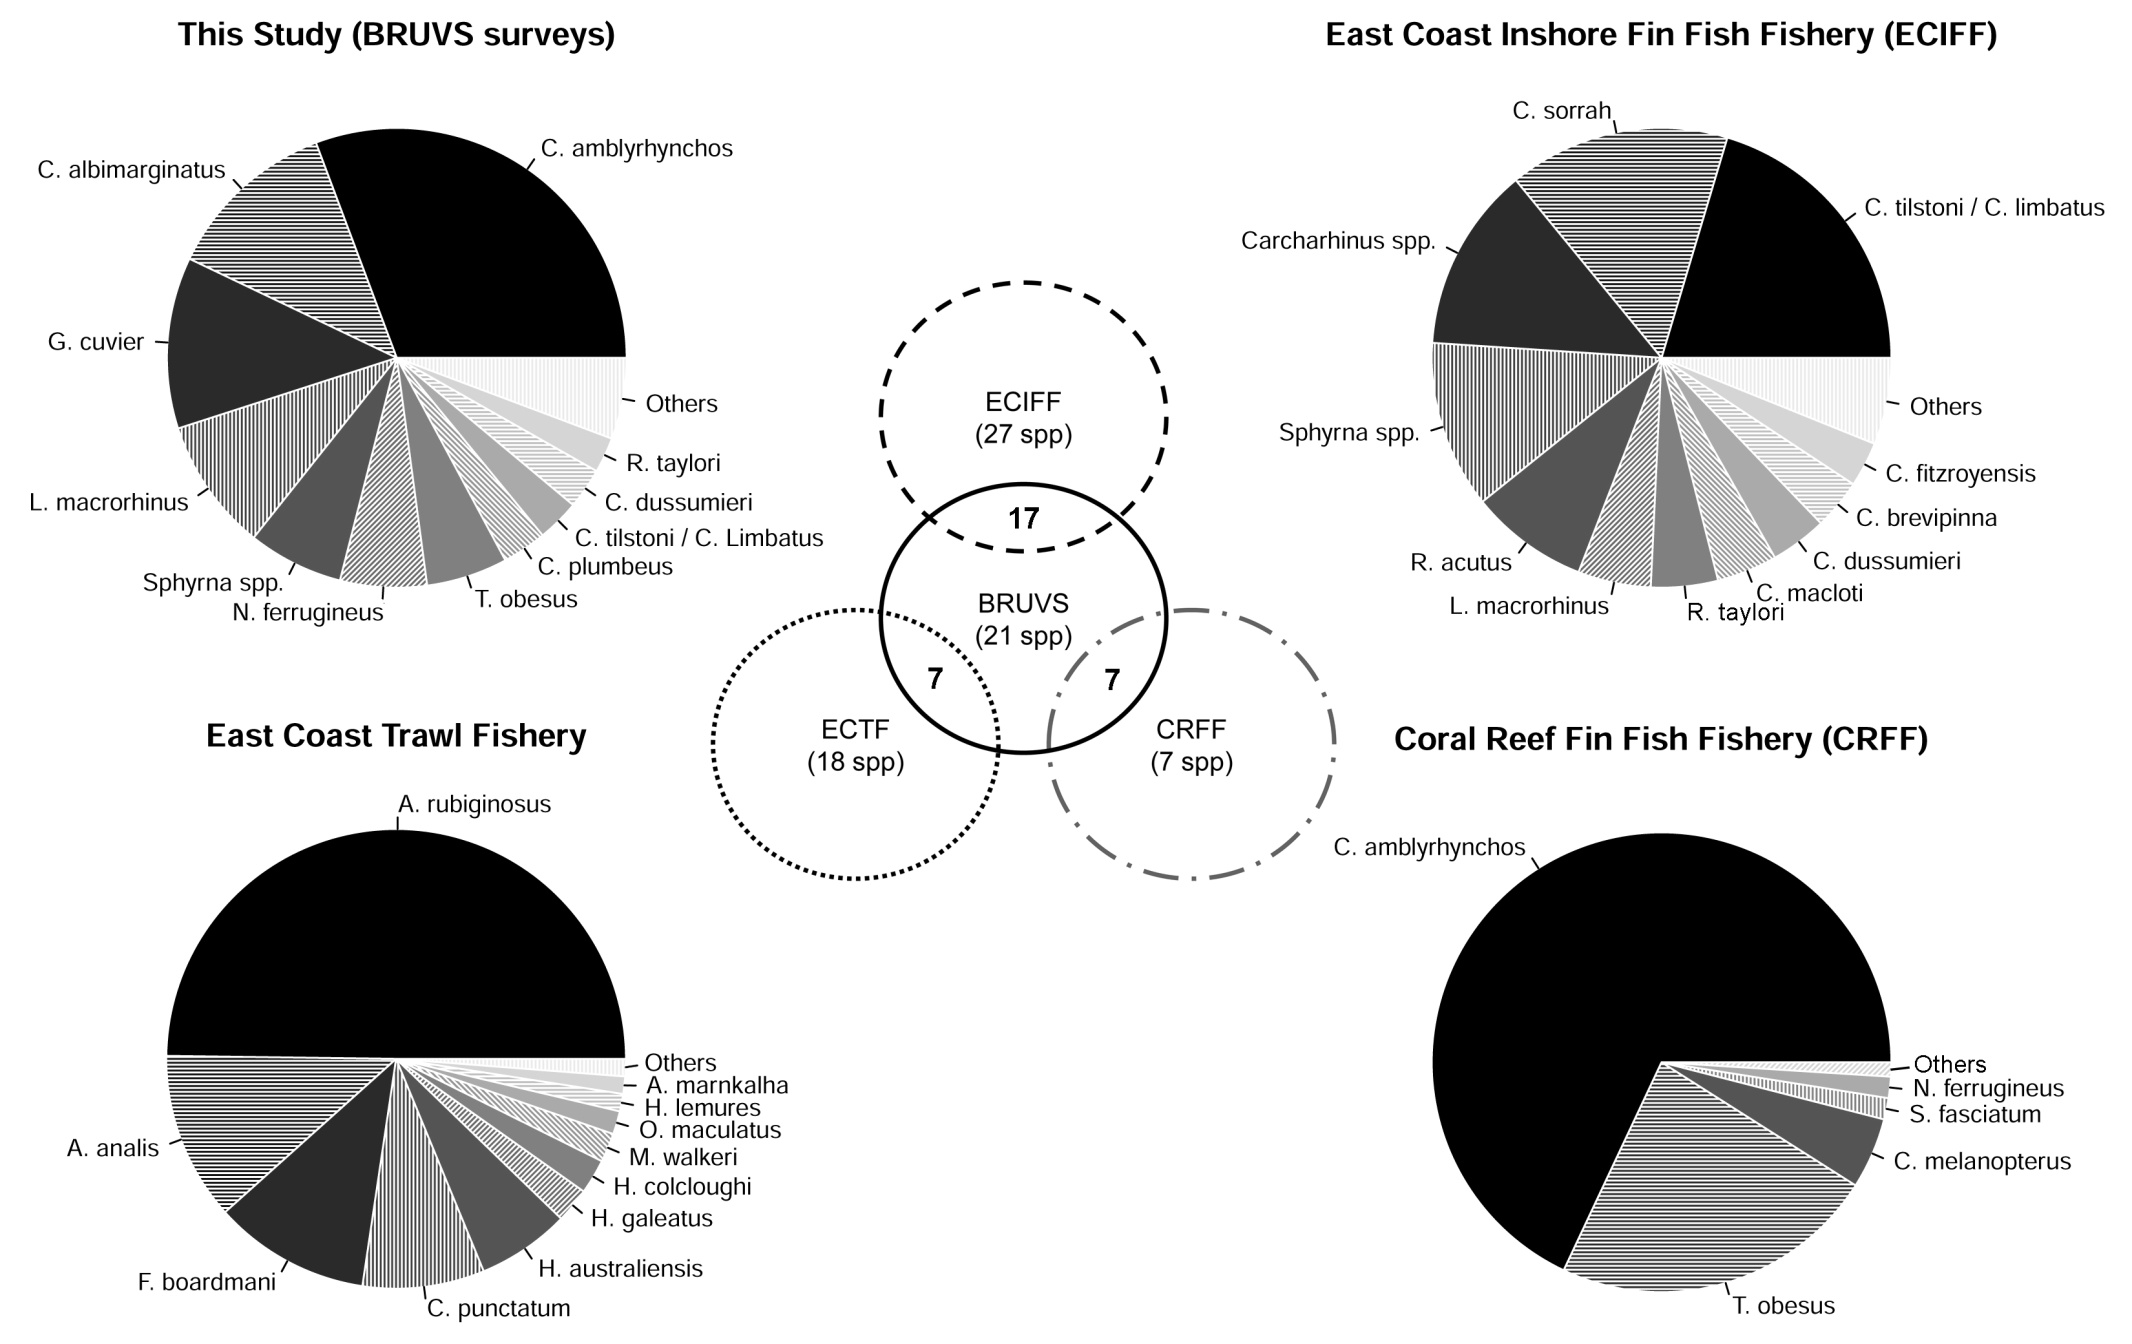 This Study (BRUVS surveys)
C. amblyrhynchos
C. albimarginatus
G. cuvier
L. macrorhinus
Sphyrna spp.
N. ferrugineus
T. obesus
C. plumbeus
C. tilstoni / C. Limbatus
C. dussumieri
R. taylori
Others
East Coast Inshore Fin Fish Fishery (ECIFF)
C. sorrah
C. tilstoni / C. limbatus
Carcharhinus spp.
Sphyrna spp.
R. acutus
L. macrorhinus
R. taylori
C. macloti
C. dussumieri
C. brevipinna
C. fitzroyensis
Others
ECIFF
(27 spp)
17
BRUVS
(21 spp)
7
7
ECTF
(18 spp)
CRFF
(7 spp)
East Coast Trawl Fishery
A. rubiginosus
A. analis
F. boardmani
C. punctatum
H. australiensis
H. galeatus
H. colcloughi
M. walkeri
O. maculatus
H. lemures
A. marnkalha
Others
Coral Reef Fin Fish Fishery (CRFF)
C. amblyrhynchos
Others
N. ferrugineus
S. fasciatum
C. melanopterus
T. obesus